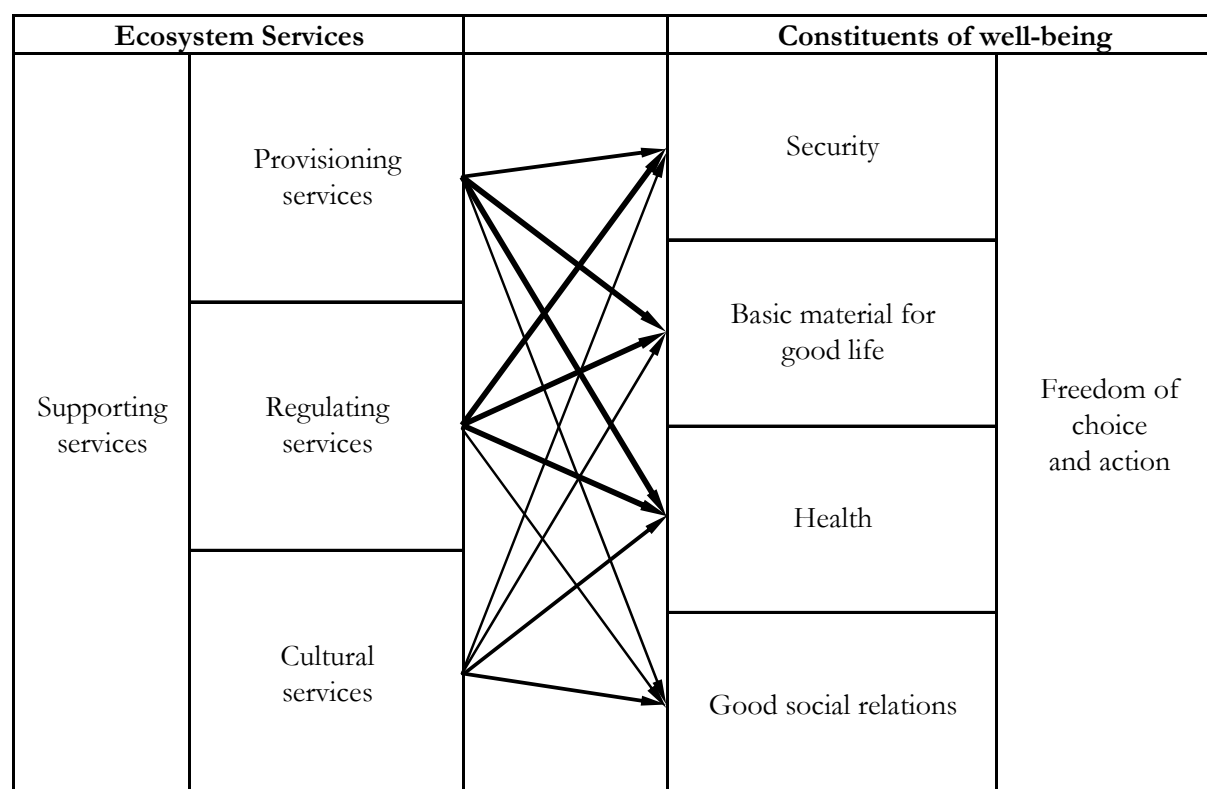 Ecosystem Services
Constituents of well-being
Supporting
services
Provisioning
services
Regulating
services
Cultural
services
Security
Basic material for
good life
Health
Good social relations
Freedom of
choice
and action